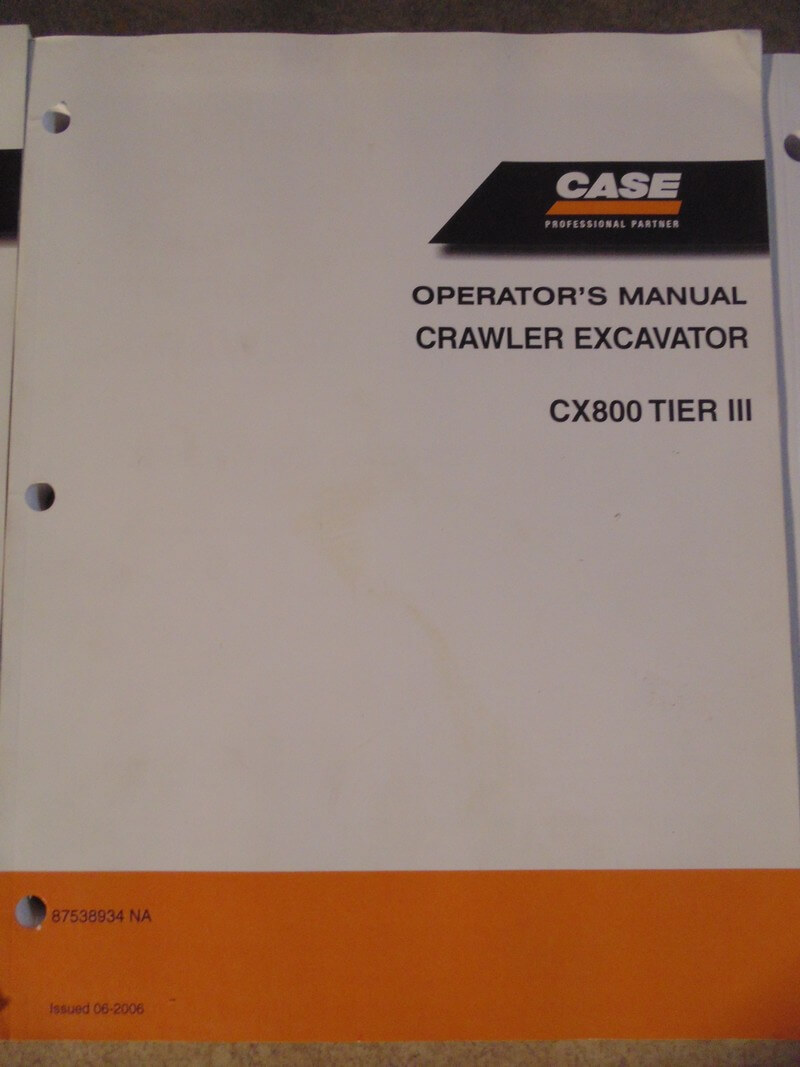 CASE
PROFESSIONAL PARTNER
OPERATOR'S MANUAL
CRAWLER EXCAVATOR
CX800 TIER III
87538934 NA
Issued 06-2006